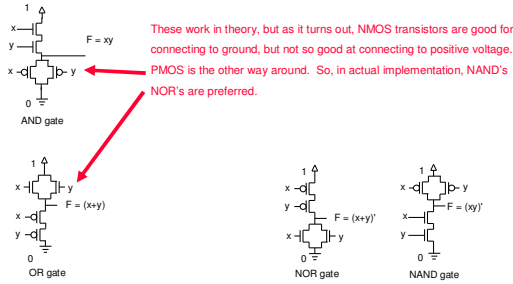 1
x
F = xy
y
x
y
0
AND gate
These work in theory, but as it turns out, NMOS transistors are good for
connecting to ground, but not so good at connecting to positive voltage.
PMOS is the other way around.  So, in actual implementation, NAND's
NOR's are preferred.
1
x
y
x
F = (x+y)
y
0
OR gate
1
x
y
F = (x+y)'
x
y
0
NOR gate
1
x
y
F = (xy)'
x
y
0
NAND gate